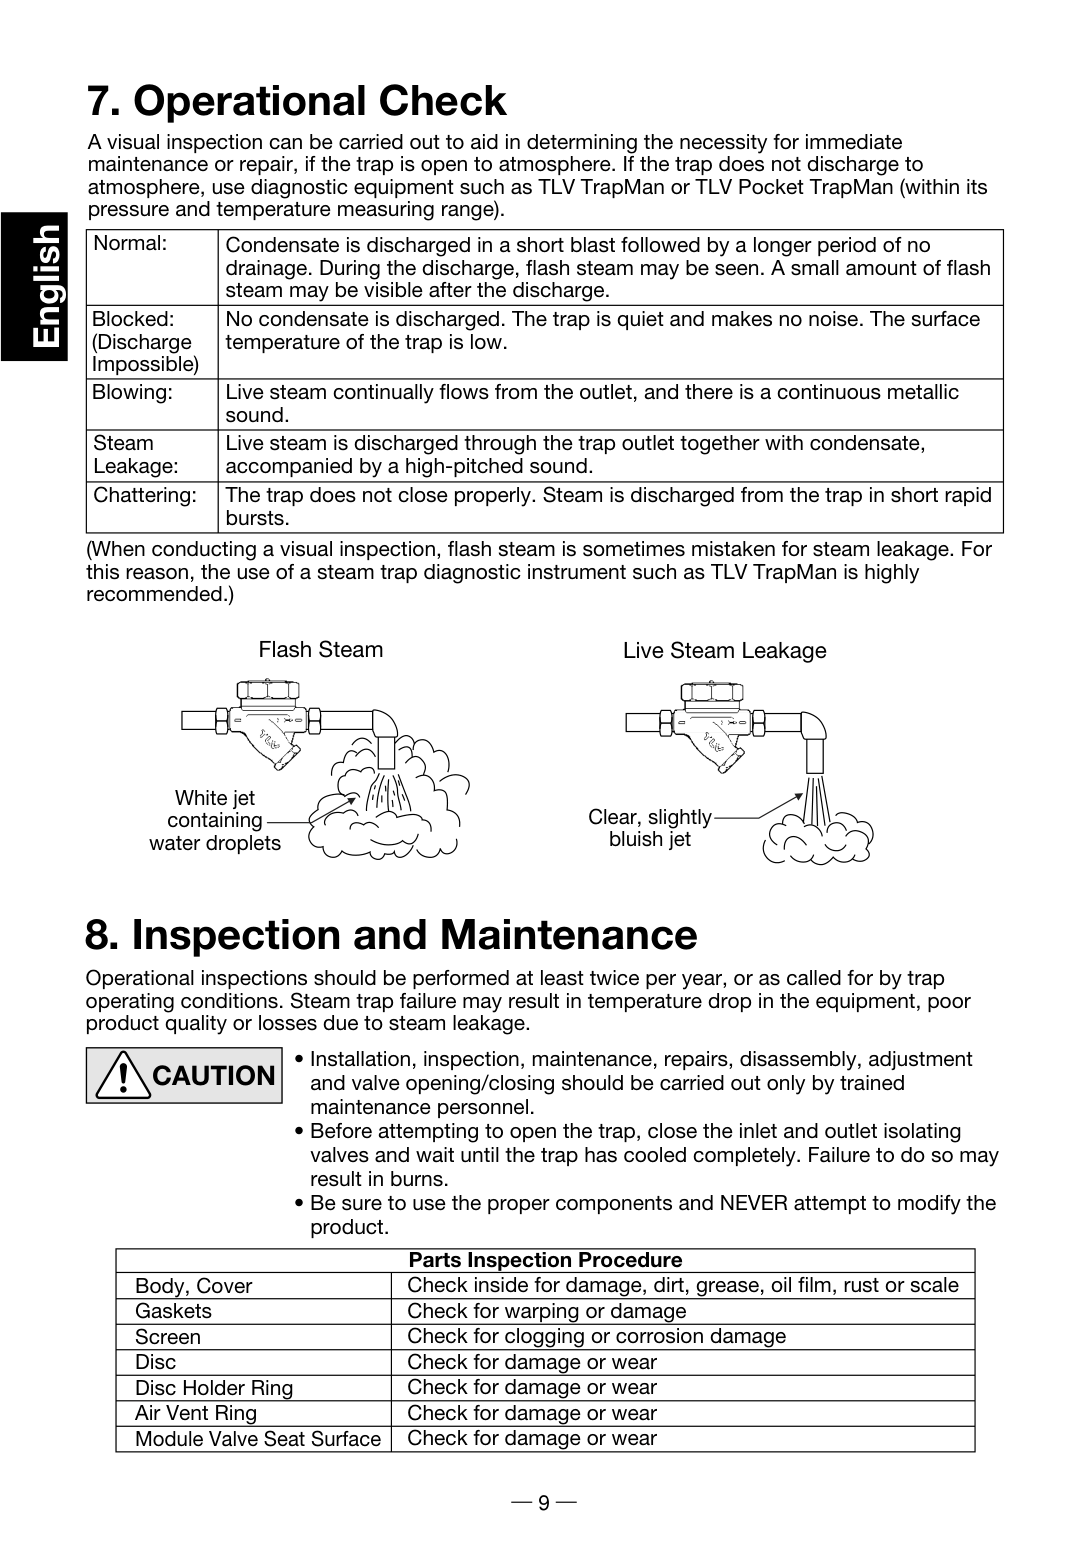 7. Operational Check
A visual inspection can be carried out to aid in determining the necessity for immediate
maintenance or repair, if the trap is open to atmosphere. If the trap does not discharge to
atmosphere, use diagnostic equipment such as TLV TrapMan or TLV Pocket TrapMan (within its
pressure and temperature measuring range).
English
Normal:
Condensate is discharged in a short blast followed by a longer period of no
drainage. During the discharge, flash steam may be seen. A small amount of flash
steam may be visible after the discharge.
Blocked:
(Discharge
Impossible)
No condensate is discharged. The trap is quiet and makes no noise. The surface
temperature of the trap is low.
Blowing:
Live steam continually flows from the outlet, and there is a continuous metallic
sound.
Steam
Leakage:
Live steam is discharged through the trap outlet together with condensate,
accompanied by a high-pitched sound.
Chattering:
The trap does not close properly. Steam is discharged from the trap in short rapid
bursts.
(When conducting a visual inspection, flash steam is sometimes mistaken for steam leakage. For
this reason, the use of a steam trap diagnostic instrument such as TLV TrapMan is highly
recommended.)
Flash Steam
TLV
White jet
containing
water droplets
Live Steam Leakage
TLV
Clear, slightly
bluish jet
8. Inspection and Maintenance
Operational inspections should be performed at least twice per year, or as called for by trap
operating conditions. Steam trap failure may result in temperature drop in the equipment, poor
product quality or losses due to steam leakage.
CAUTION
• Installation, inspection, maintenance, repairs, disassembly, adjustment
and valve opening/closing should be carried out only by trained
maintenance personnel.
• Before attempting to open the trap, close the inlet and outlet isolating
valves and wait until the trap has cooled completely. Failure to do so may
result in burns.
• Be sure to use the proper components and NEVER attempt to modify the
product.
Parts Inspection Procedure
Body, Cover Check inside for damage, dirt, grease, oil film, rust or scale
Gaskets Check for warping or damage
Screen Check for clogging or corrosion damage
Disc Check for damage or wear
Disc Holder Ring Check for damage or wear
Air Vent Ring Check for damage or wear
Module Valve Seat Surface Check for damage or wear
— 9 —